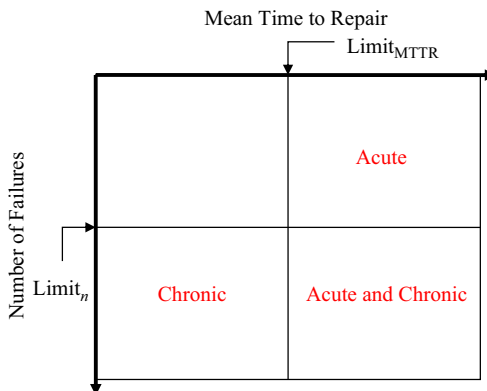 Mean Time to Repair
Limit_MTTR
Acute
Number of Failures
Limit_n
Chronic
Acute and Chronic